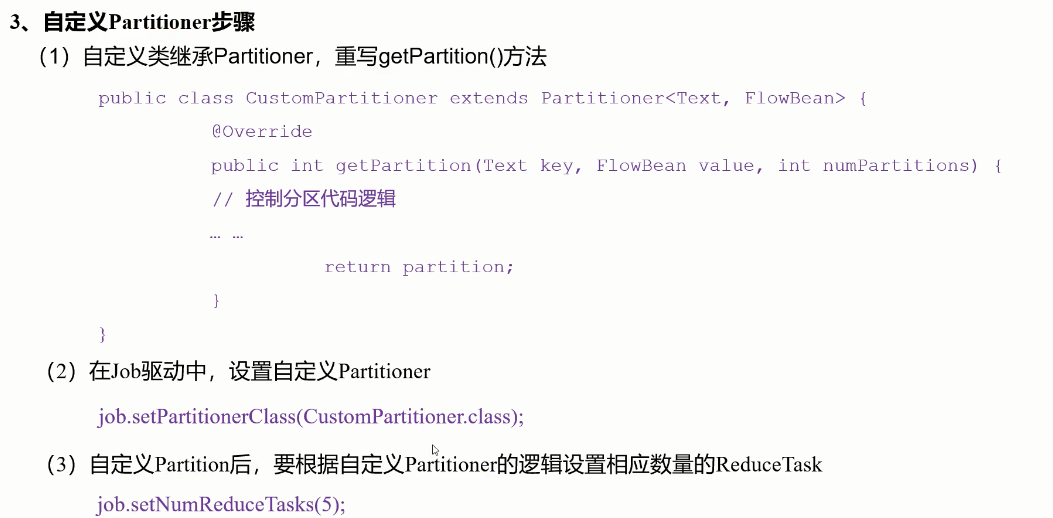 3、自定义Partitioner步骤
（1）自定义类继承Partitioner，重写getPartition()方法
public class CustomPartitioner extends Partitioner<Text, FlowBean> {
@Override
public int getPartition(Text key, FlowBean value, int numPartitions) {
// 控制分区代码逻辑
… …
return partition;
}
}
（2）在Job驱动中，设置自定义Partitioner
job.setPartitionerClass(CustomPartitioner.class);
（3）自定义Partition后，要根据自定义Partitioner的逻辑设置相应数量的ReduceTask
job.setNumReduceTasks(5);